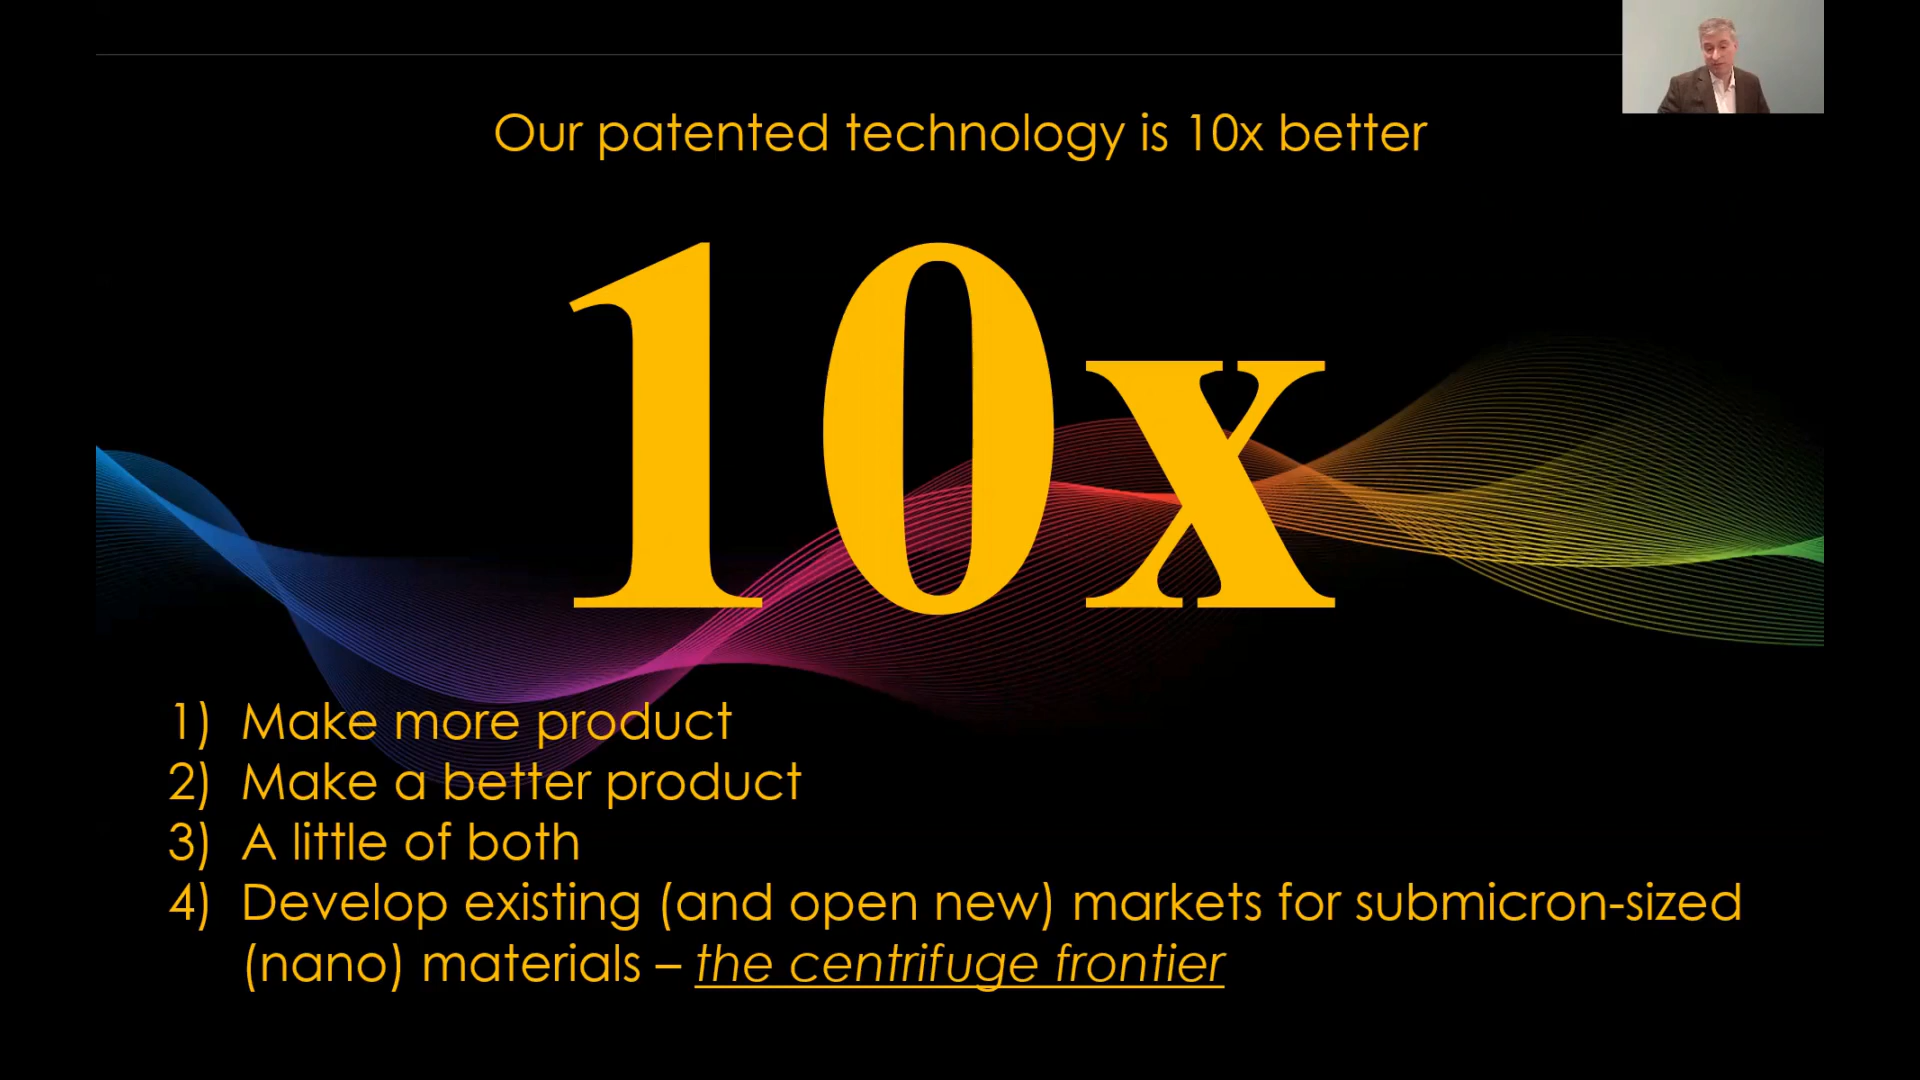 Our patented technology is 10x better
10x
1) Make more product
2) Make a better product
3) A little of both
4) Develop existing (and open new) markets for submicron-sized
(nano) materials – the centrifuge frontier